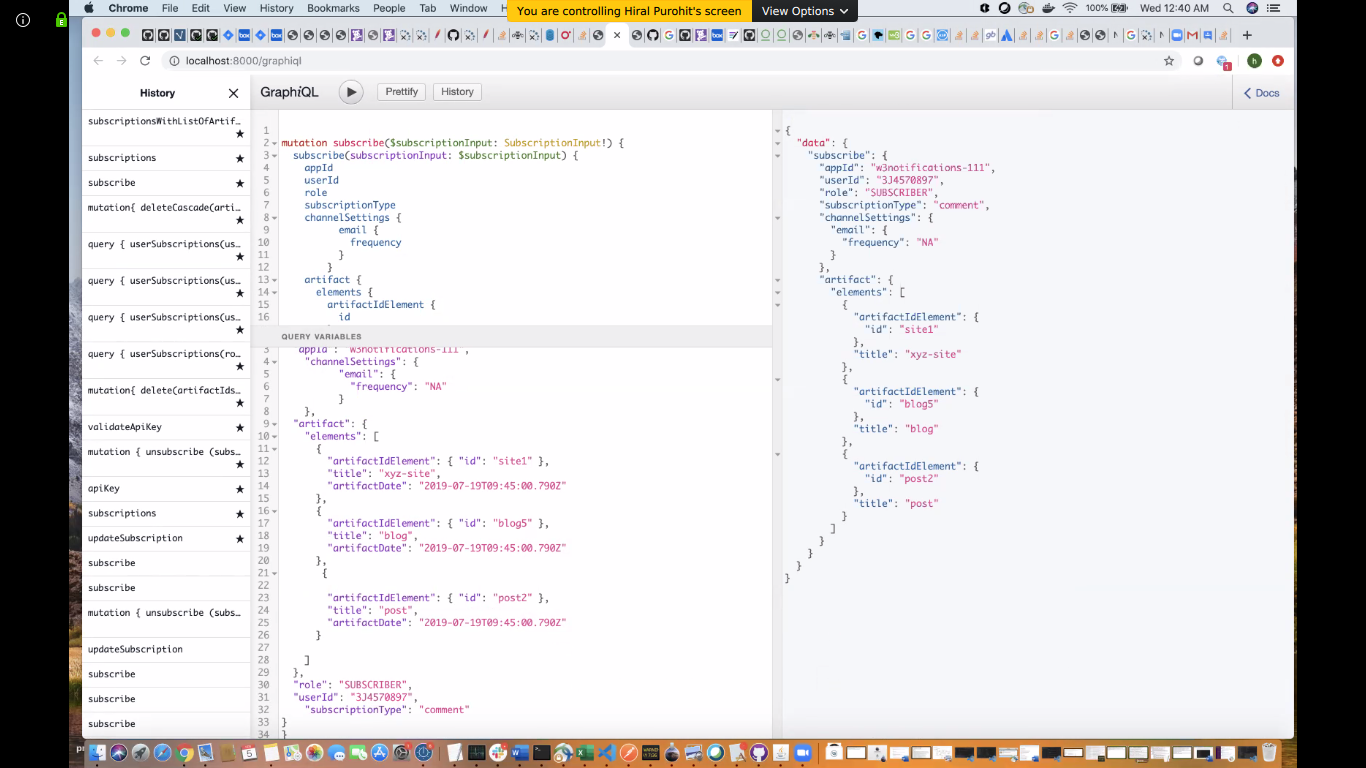 You are controlling Hiral Purohit's screen
View Options
Chrome File Edit View History Bookmarks People Tab Window
100%
Wed 12:40 AM
localhost:8000/graphiql
History
GraphiQL
Prettify
History
Docs
subscriptionsWithListOfArtif…
subscriptions
subscribe
mutation{ deleteCascade(arti…
query { userSubscriptions(us…
query { userSubscriptions(us…
query { userSubscriptions(us…
query { userSubscriptions(ro…
mutation{ delete(artifactIds…
validateApiKey
mutation { unsubscribe (subs…
apiKey
subscriptions
updateSubscription
subscribe
subscribe
mutation { unsubscribe (subs…
updateSubscription
subscribe
subscribe
subscribe
1
2 mutation subscribe($subscriptionInput: SubscriptionInput!) {
3 subscribe(subscriptionInput: $subscriptionInput) {
4 appId
5 userId
6 role
7 subscriptionType
8 channelSettings {
9 email {
10 frequency
11 }
12 }
13 artifact {
14 elements {
15 artifactIdElement {
16 id
QUERY VARIABLES
3 "appId" "w3notifications-111",
4 "channelSettings": {
5 "email": {
6 "frequency": "NA"
7 }
8 },
9 "artifact": {
10 "elements": [
11 {
12 "artifactIdElement": { "id": "site1" },
13 "title": "xyz-site",
14 "artifactDate": "2019-07-19T09:45:00.790Z"
15 },
16 {
17 "artifactIdElement": { "id": "blog5" },
18 "title": "blog",
19 "artifactDate": "2019-07-19T09:45:00.790Z"
20 },
21 {
22
23 "artifactIdElement": { "id": "post2" },
24 "title": "post",
25 "artifactDate": "2019-07-19T09:45:00.790Z"
26 }
27
28 ]
29 },
30 "role": "SUBSCRIBER",
31 "userId": "3J4570897",
32 "subscriptionType": "comment"
33 }
34 }
{
"data": {
"subscribe": {
"appId": "w3notifications-111",
"userId": "3J4570897",
"role": "SUBSCRIBER",
"subscriptionType": "comment",
"channelSettings": {
"email": {
"frequency": "NA"
}
},
"artifact": {
"elements": [
{
"artifactIdElement": {
"id": "site1"
},
"title": "xyz-site"
},
{
"artifactIdElement": {
"id": "blog5"
},
"title": "blog"
},
{
"artifactIdElement": {
"id": "post2"
},
"title": "post"
}
]
}
}
}
}